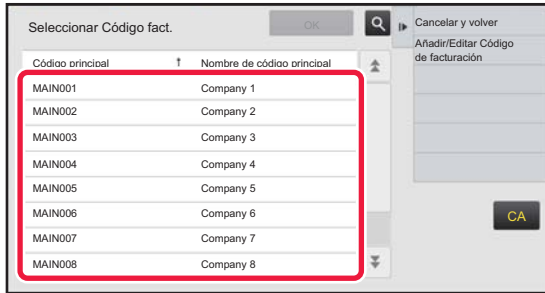 Seleccionar Código fact.
OK
Cancelar y volver
Añadir/Editar Código
de facturación
Código principal ↑ Nombre de código principal
MAIN001 Company 1
MAIN002 Company 2
MAIN003 Company 3
MAIN004 Company 4
MAIN005 Company 5
MAIN006 Company 6
MAIN007 Company 7
MAIN008 Company 8
CA